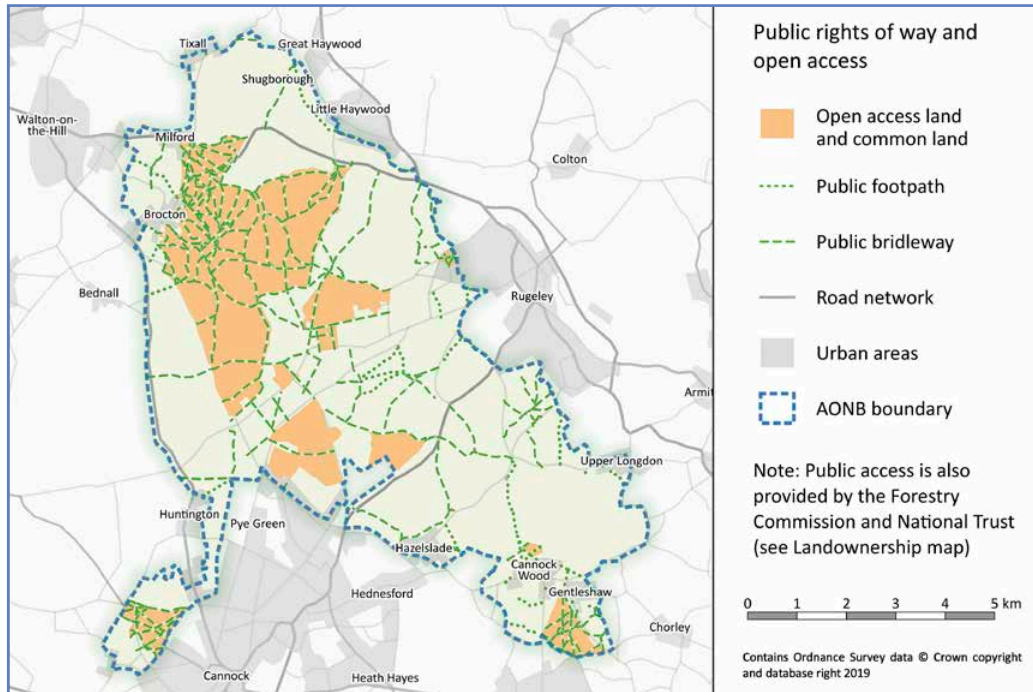 Tixall
Great Haywood
Shugborough
Little Haywood
Walton-on-
the-Hill
Milford
Colton
Brocton
Bednall
Rugeley
Armit
Upper Longdon
Huntington
Pye Green
Hazelslade
Cannock
Wood
Hednesford
Gentleshaw
Chorley
Cannock
Heath Hayes
Public rights of way and
open access
Open access land
and common land
Public footpath
Public bridleway
Road network
Urban areas
AONB boundary
Note: Public access is also
provided by the Forestry
Commission and National Trust
(see Landownership map)
0 1 2 3 4 5 km
Contains Ordnance Survey data © Crown copyright
and database right 2019